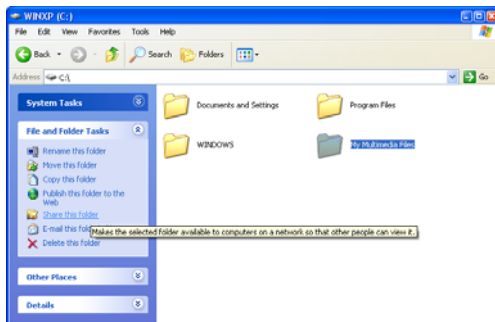 WINXP (C:)
File Edit View Favorites Tools Help
Back Search Folders
Address C:\ Go
System Tasks
File and Folder Tasks
Rename this folder
Move this folder
Copy this folder
Publish this folder to the
Web
Share this folder
E-mail this fold
Makes the selected folder available to computers on a network so that other people can view it.
Delete this folder
Other Places
Details
Documents and Settings
Program Files
WINDOWS
My Multimedia Files